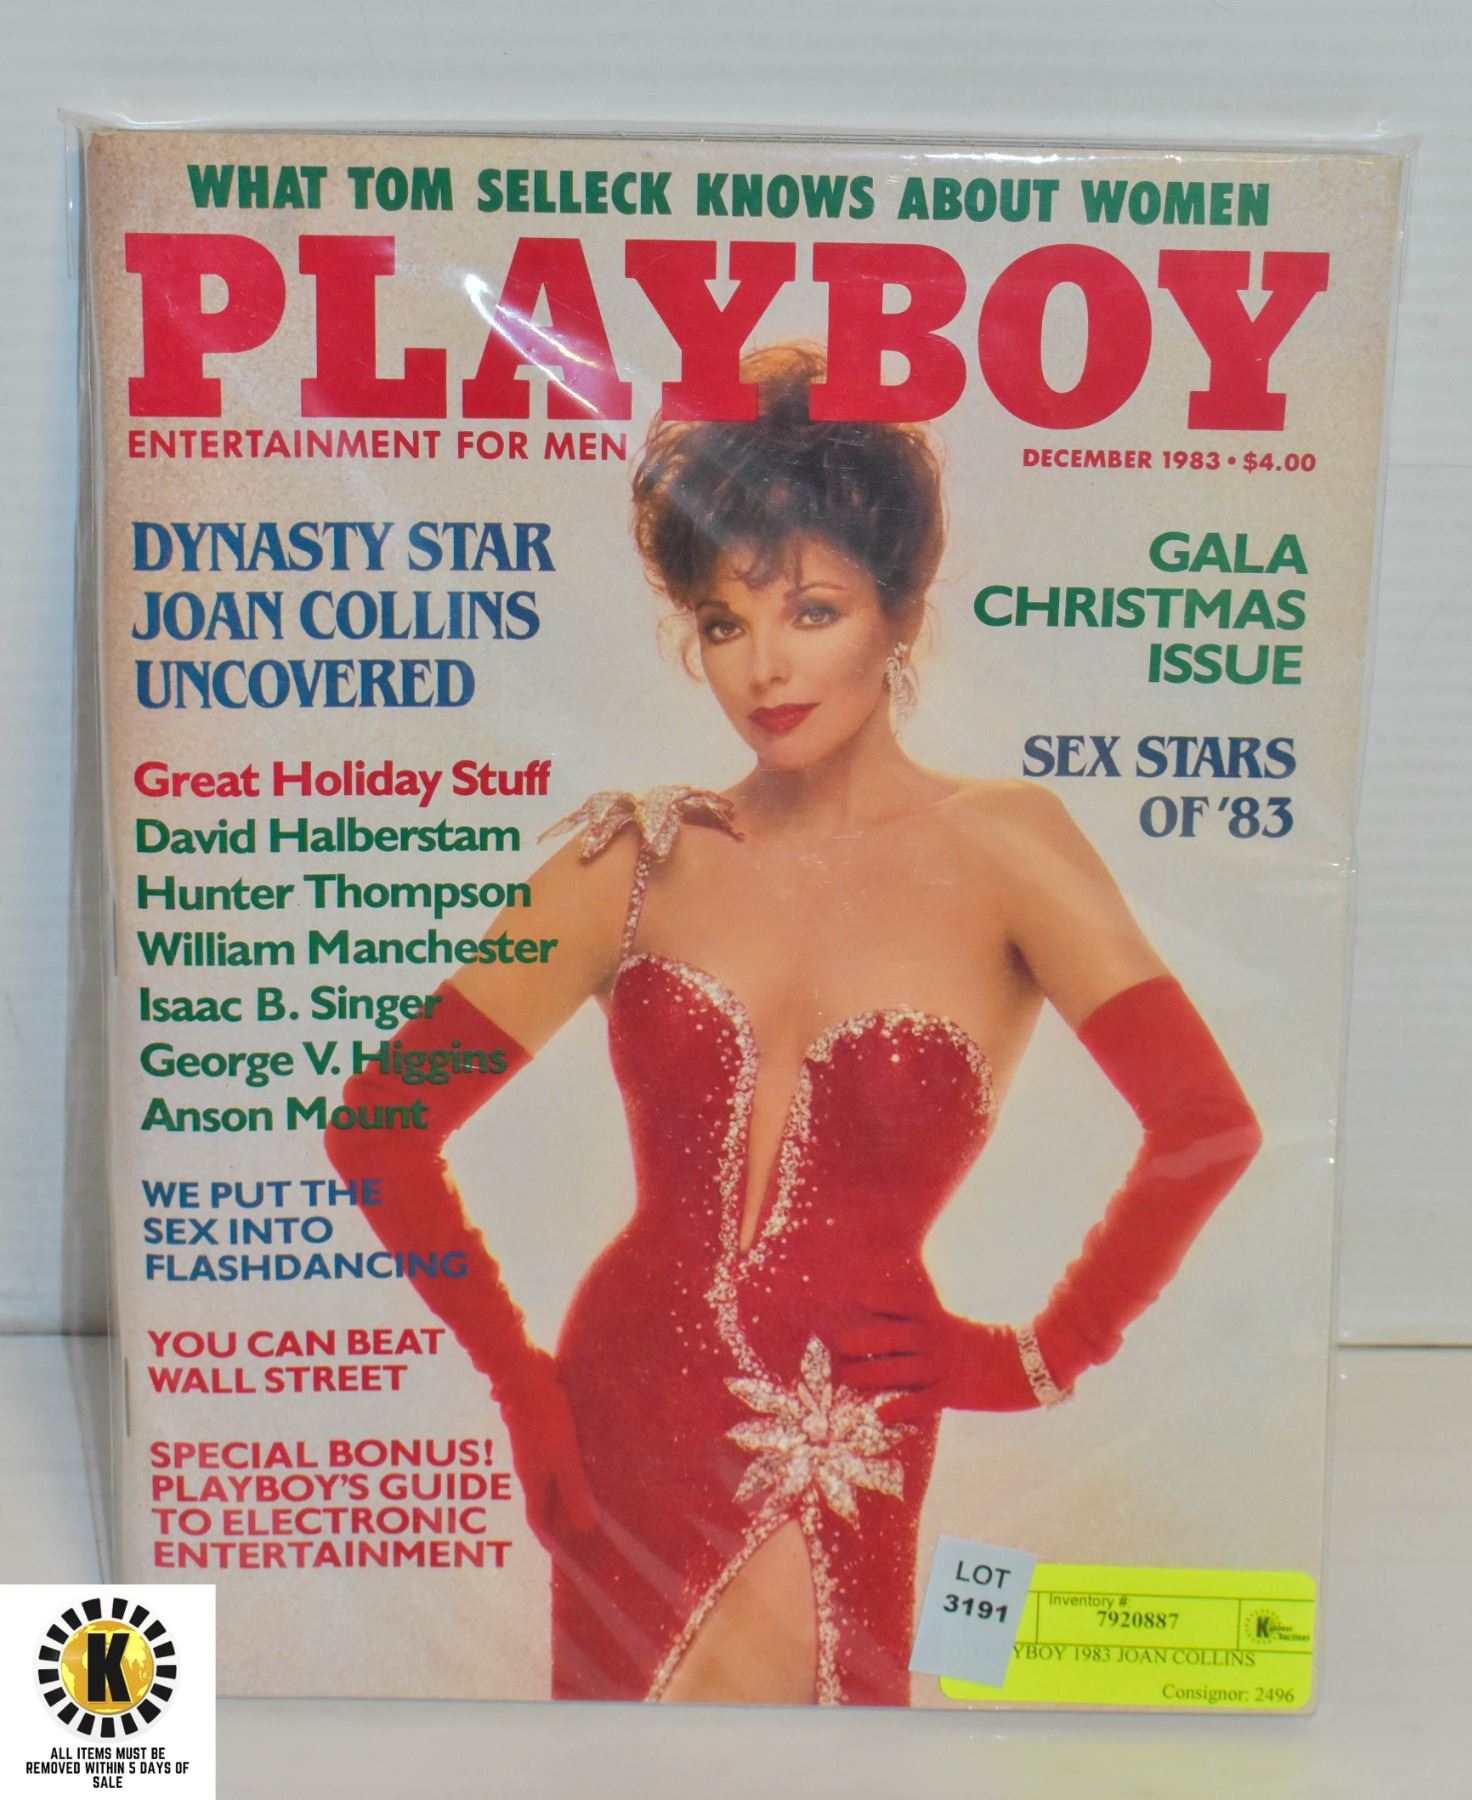 WHAT TOM SELLECK KNOWS ABOUT WOMEN
PLAYBOY
ENTERTAINMENT FOR MEN
DECEMBER 1983 • $4.00
DYNASTY STAR
JOAN COLLINS
UNCOVERED
GALA
CHRISTMAS
ISSUE
SEX STARS
OF '83
Great Holiday Stuff
David Halberstam
Hunter Thompson
William Manchester
Isaac B. Singer
George V. Higgins
Anson Mount
WE PUT THE
SEX INTO
FLASHDANCING
YOU CAN BEAT
WALL STREET
SPECIAL BONUS!
PLAYBOY'S GUIDE
TO ELECTRONIC
ENTERTAINMENT
LOT
3191
Inventory #:
7920887
YBOY 1983 JOAN COLLINS
Consignor: 2496
K
ALL ITEMS MUST BE
REMOVED WITHIN 5 DAYS OF
SALE